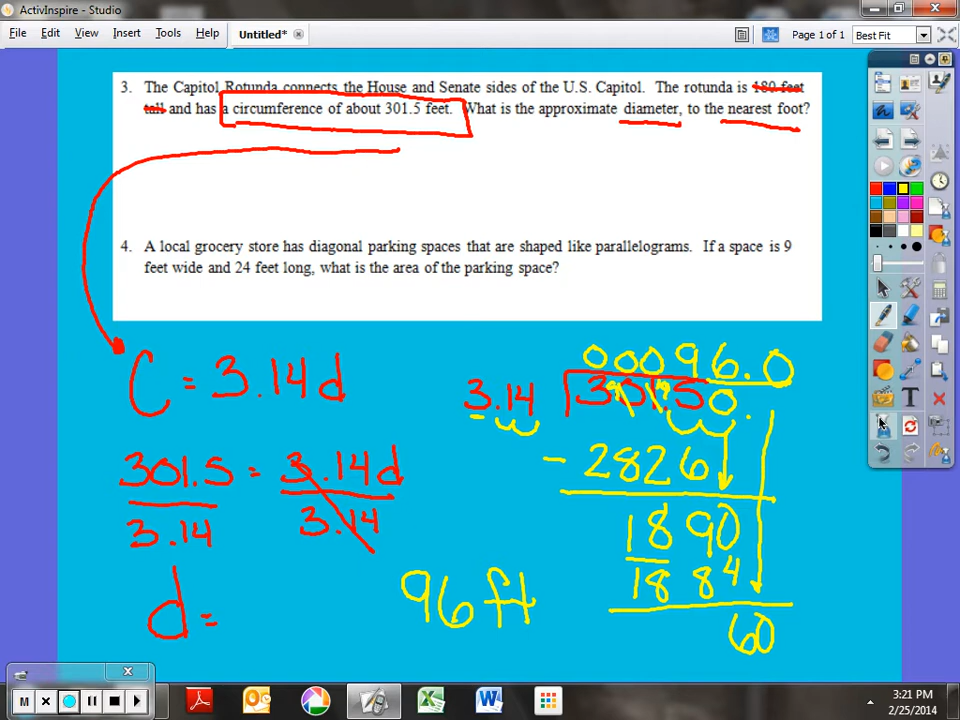 ActivInspire - Studio
File Edit View Insert Tools Help Untitled* Page 1 of 1 Best Fit
3. The Capitol Rotunda connects the House and Senate sides of the U.S. Capitol. The rotunda is 180 feet
tall and has a circumference of about 301.5 feet. What is the approximate diameter, to the nearest foot?
4. A local grocery store has diagonal parking spaces that are shaped like parallelograms. If a space is 9
feet wide and 24 feet long, what is the area of the parking space?
C = 3.14d
00096.0
3.14 301.50.
301.5 = 3.14d
3.14 3.14
- 2826
1890
1884
60
d =
96 ft
M
3:21 PM
2/25/2014